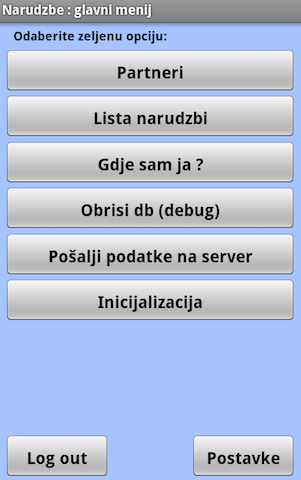 Narudzbe : glavni menij
Odaberite zeljenu opciju:
Partneri
Lista narudzbi
Gdje sam ja ?
Obrisi db (debug)
Pošalji podatke na server
Inicijalizacija
Log out
Postavke